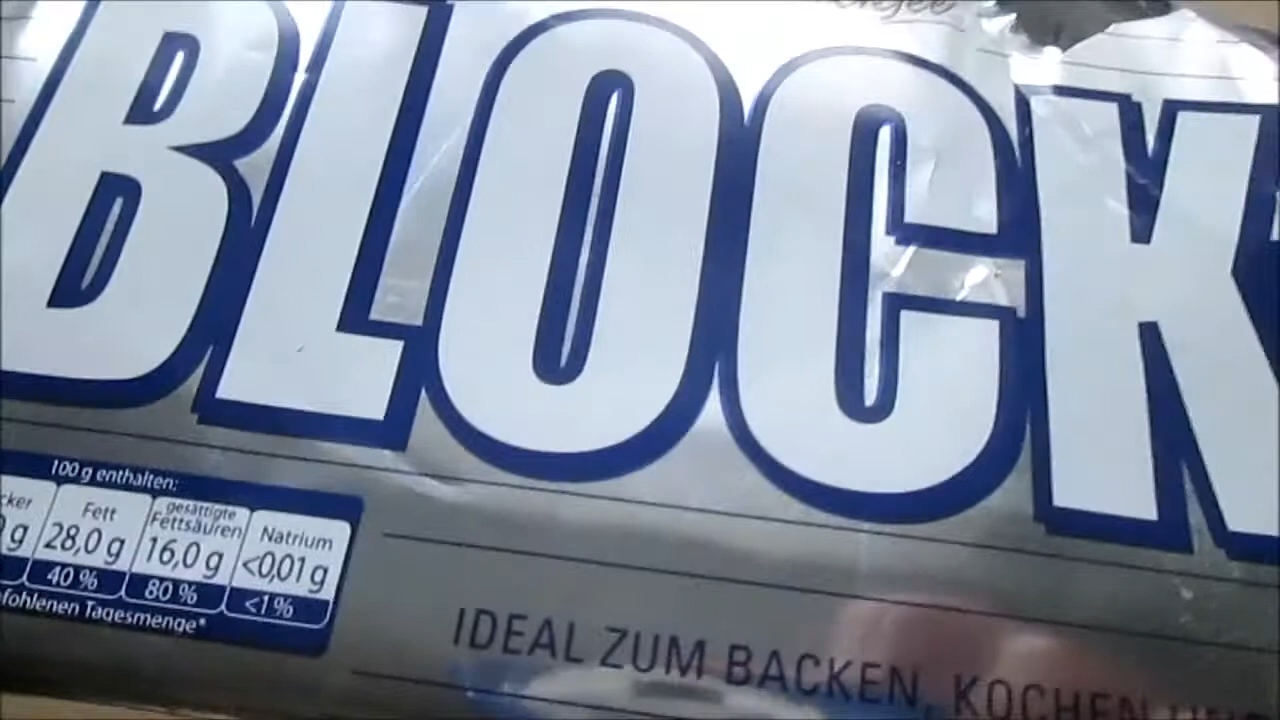 BLOCK
100 g enthalten:
Fett gesättigte Fettsäuren Natrium
g 28,0 g 16,0 g <0,01 g
40 % 80 % <1 %
Tagesmenge*
IDEAL ZUM BACKEN, KOCHEN